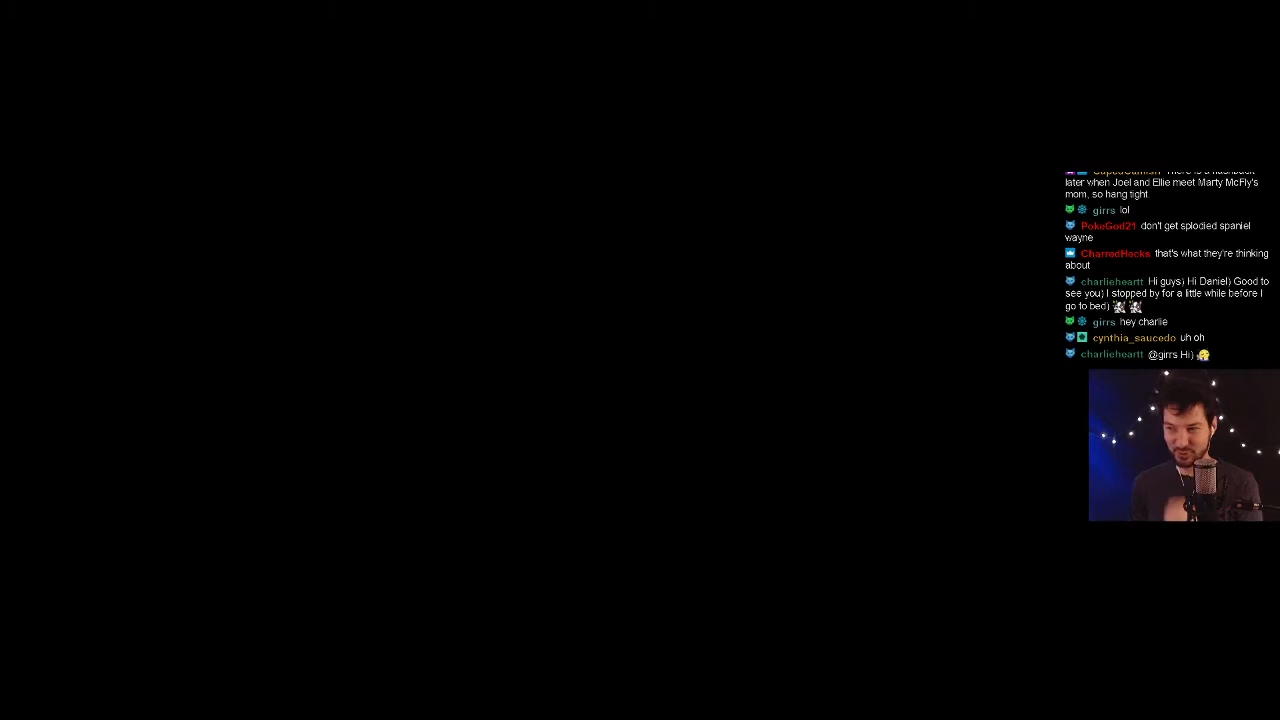 later when Joel and Ellie meet Marty McFly's
mom, so hang tight.
girrs lol
PokeGod21 don't get splodied spaniel
wayne
CharredHocks that's what they're thinking
about
charlieheartt Hi guys) Hi Daniel) Good to
see you) I stopped by for a little while before I
go to bed)
girrs hey charlie
cynthia_saucedo uh oh
charlieheartt @girrs Hi)